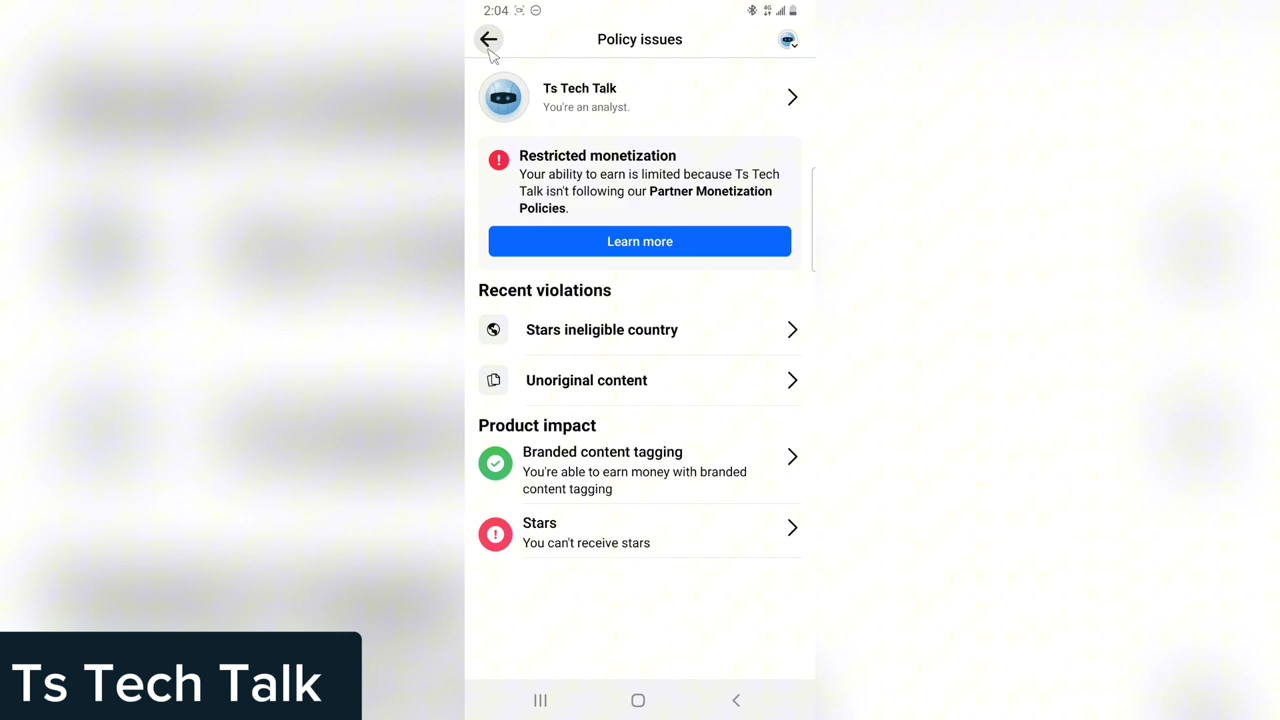 2:04
4G
Policy issues
Ts Tech Talk
You're an analyst.
Restricted monetization
Your ability to earn is limited because Ts Tech
Talk isn't following our Partner Monetization
Policies.
Learn more
Recent violations
Stars ineligible country
Unoriginal content
Product impact
Branded content tagging
You're able to earn money with branded
content tagging
Stars
You can't receive stars
Ts Tech Talk